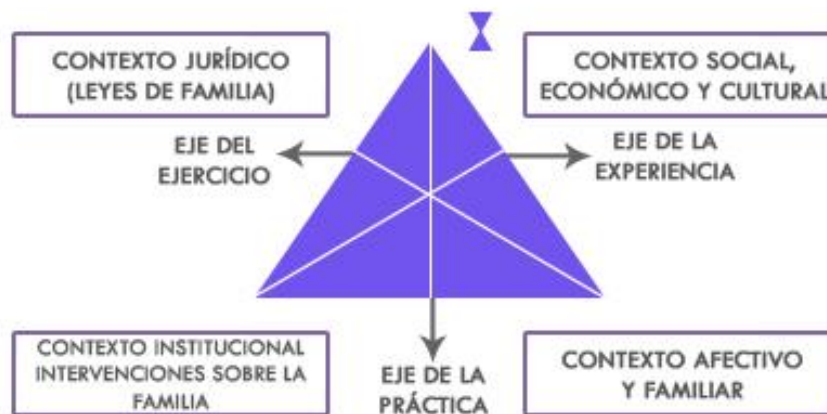 CONTEXTO JURÍDICO
(LEYES DE FAMILIA)
CONTEXTO SOCIAL,
ECONÓMICO Y CULTURAL
EJE DEL
EJERCICIO
EJE DE LA
EXPERIENCIA
CONTEXTO INSTITUCIONAL
INTERVENCIONES SOBRE LA
FAMILIA
EJE DE LA
PRÁCTICA
CONTEXTO AFECTIVO
Y FAMILIAR